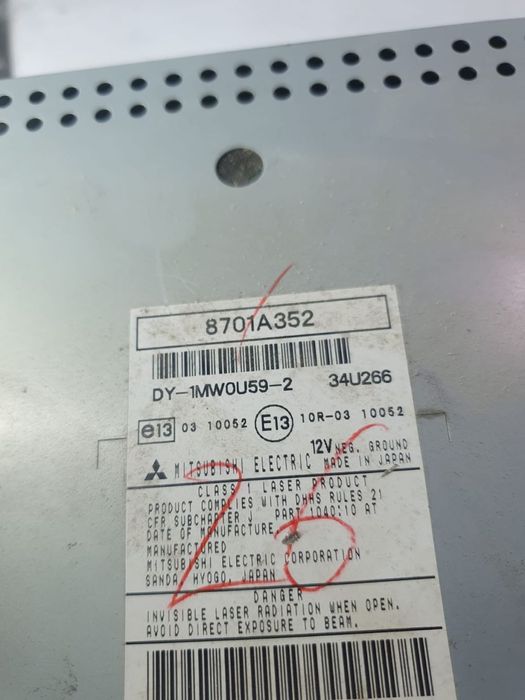 8701A352
DY-1MW0U59-2 34U266
e13 03 10052 E13 10R-03 10052
12V NEG. GROUND
MITSUBISHI ELECTRIC MADE IN JAPAN
CLASS 1 LASER PRODUCT
PRODUCT COMPLIES WITH DHHS RULES 21
CFR SUBCHAPTER J PART 1040:10 AT
DATE OF MANUFACTURE.
MANUFACTURED
MITSUBISHI ELECTRIC CORPORATION
SANDA, HYOGO, JAPAN
26
DANGER
INVISIBLE LASER RADIATION WHEN OPEN.
AVOID DIRECT EXPOSURE TO BEAM.